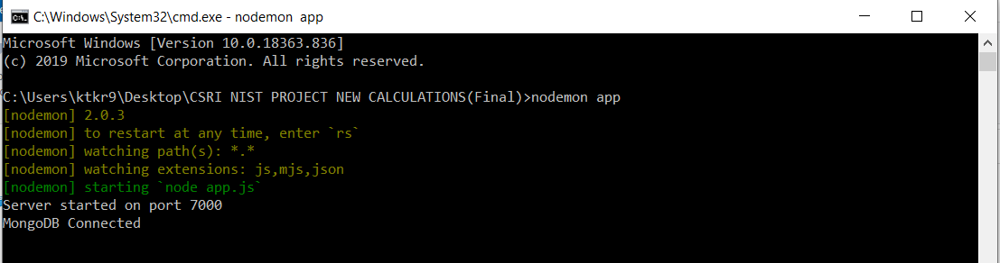 C:\Windows\System32\cmd.exe - nodemon  app
Microsoft Windows [Version 10.0.18363.836]
(c) 2019 Microsoft Corporation. All rights reserved.
C:\Users\ktkr9\Desktop\CSRI NIST PROJECT NEW CALCULATIONS(Final)>nodemon app
[nodemon] 2.0.3
[nodemon] to restart at any time, enter `rs`
[nodemon] watching path(s): *.*
[nodemon] watching extensions: js,mjs,json
[nodemon] starting `node app.js`
Server started on port 7000
MongoDB Connected